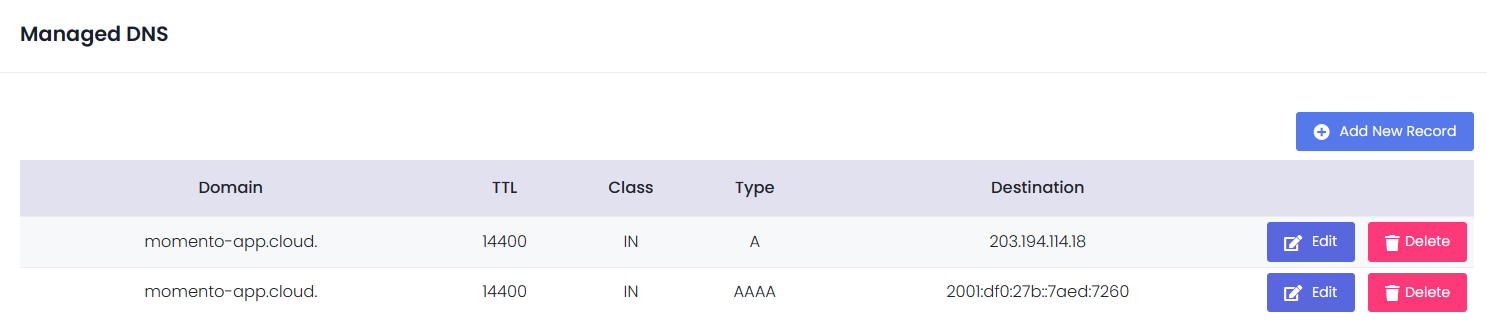 Managed DNS
Add New Record
Domain TTL Class Type Destination
momento-app.cloud. 14400 IN A 203.194.114.18 Edit Delete
momento-app.cloud. 14400 IN AAAA 2001:df0:27b::7aed:7260 Edit Delete